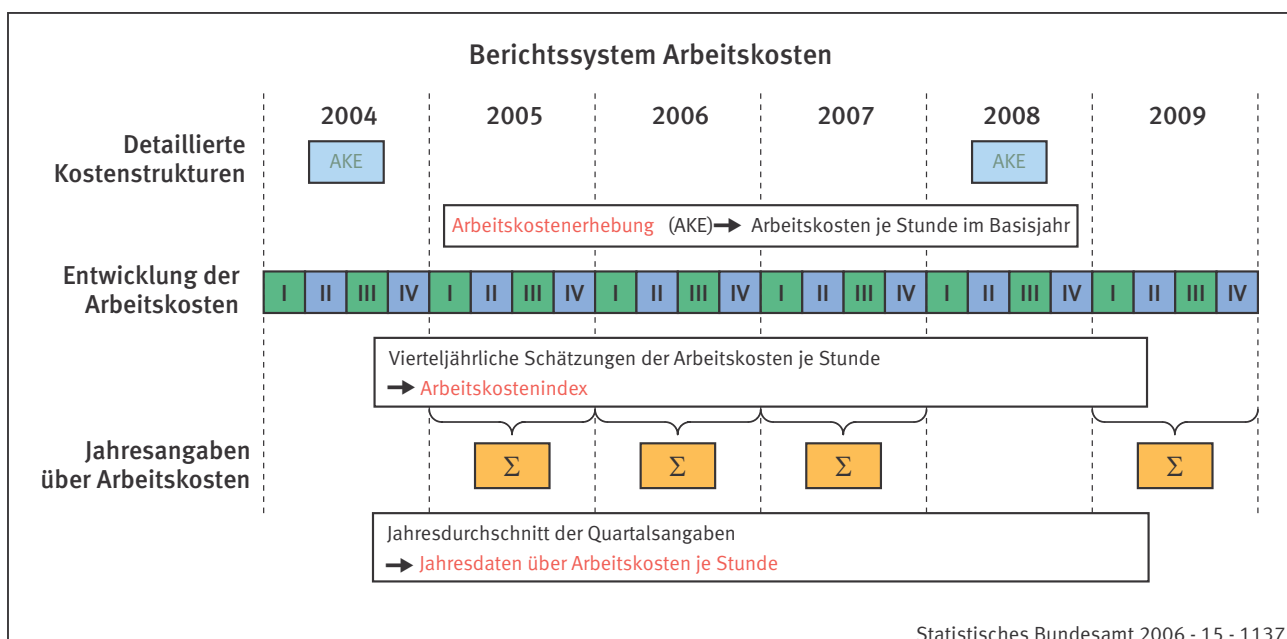 Berichtssystem Arbeitskosten
2004 2005 2006 2007 2008 2009
Detaillierte
Kostenstrukturen
AKE AKE
Arbeitskostenerhebung (AKE) → Arbeitskosten je Stunde im Basisjahr
Entwicklung der
Arbeitskosten
I II III IV I II III IV I II III IV I II III IV I II III IV I II III IV
Vierteljährliche Schätzungen der Arbeitskosten je Stunde
→ Arbeitskostenindex
Jahresangaben
über Arbeitskosten
Σ Σ Σ Σ
Jahresdurchschnitt der Quartalsangaben
→ Jahresdaten über Arbeitskosten je Stunde
Statistisches Bundesamt 2006 - 15 - 1137